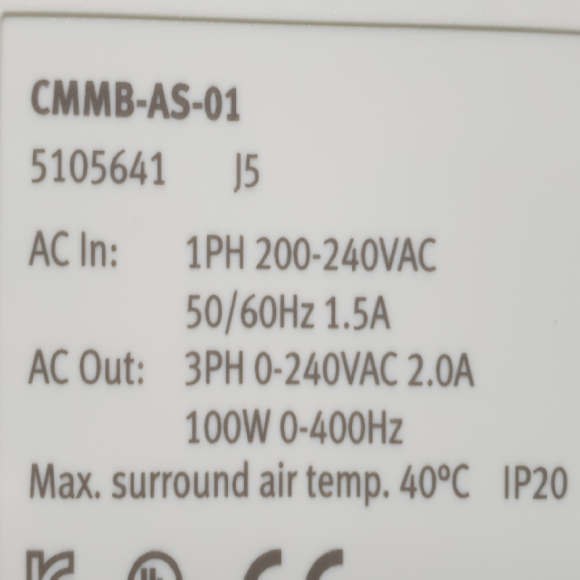 CMMB-AS-01
5105641 J5
AC In: 1PH 200-240VAC
50/60Hz 1.5A
AC Out: 3PH 0-240VAC 2.0A
100W 0-400Hz
Max. surround air temp. 40ºC IP20